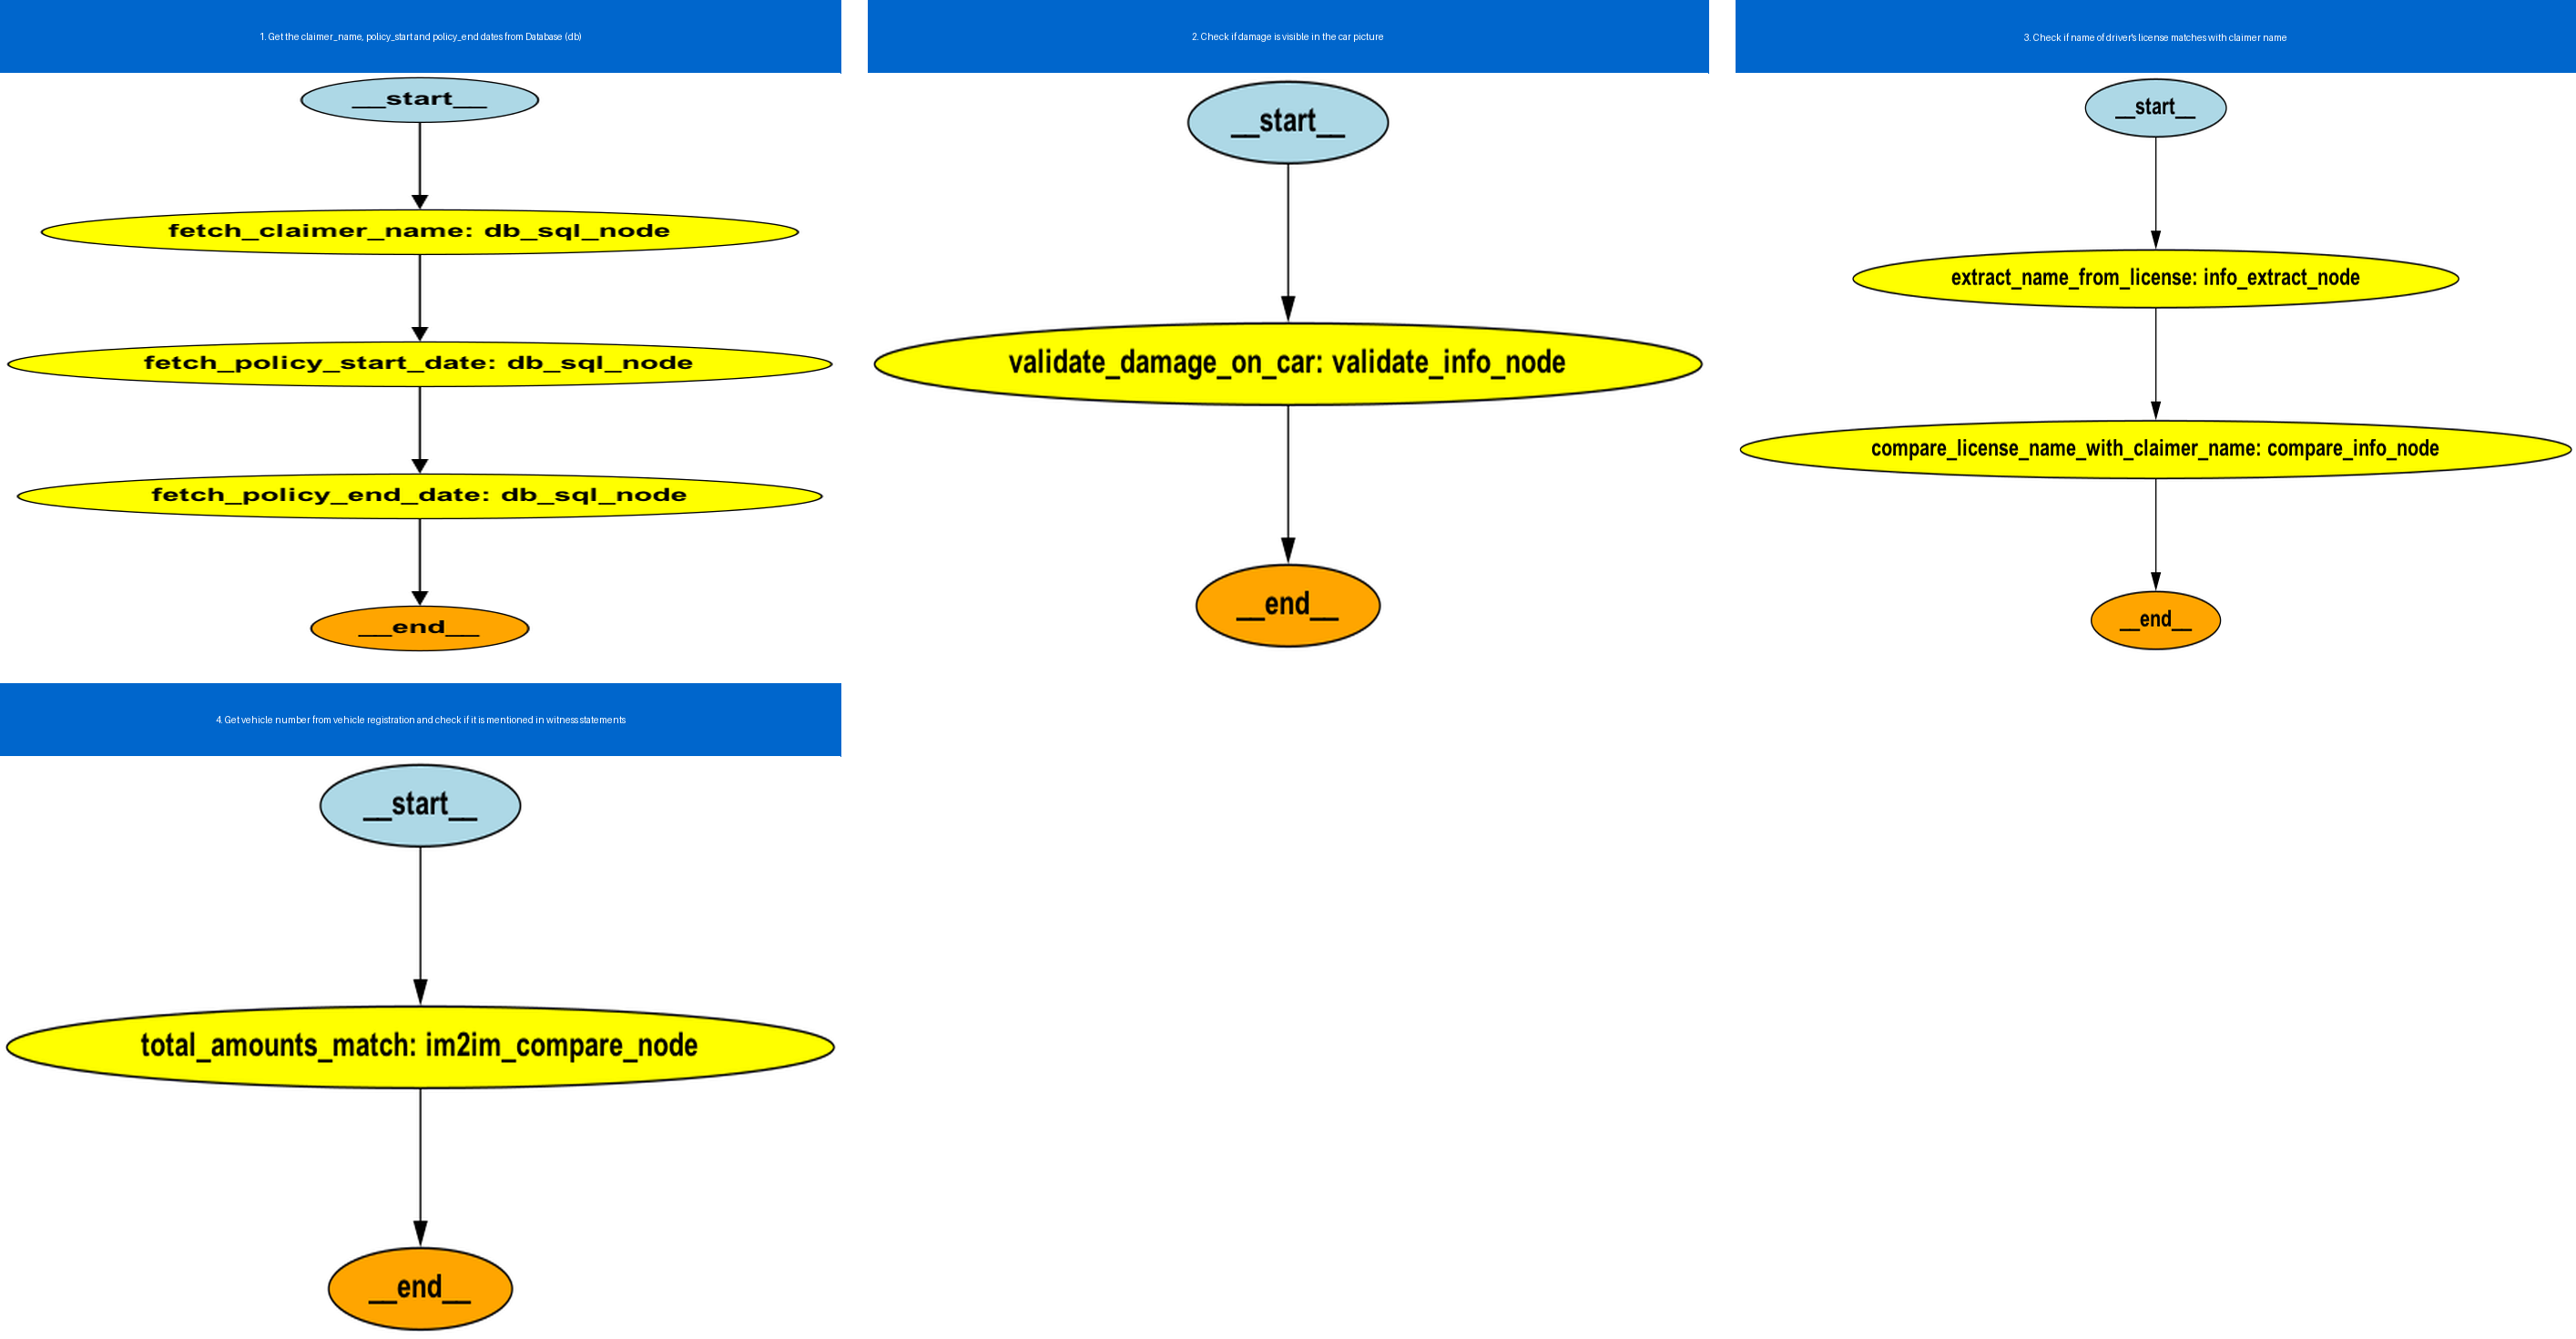 1. Get the claimer_name, policy_start and policy_end dates from Database (db)
__start__
fetch_claimer_name: db_sql_node
fetch_policy_start_date: db_sql_node
fetch_policy_end_date: db_sql_node
__end__
2. Check if damage is visible in the car picture
__start__
validate_damage_on_car: validate_info_node
__end__
3. Check if name of driver's license matches with claimer name
__start__
extract_name_from_license: info_extract_node
compare_license_name_with_claimer_name: compare_info_node
__end__
4. Get vehicle number from vehicle registration and check if it is mentioned in witness statements
__start__
total_amounts_match: im2im_compare_node
__end__